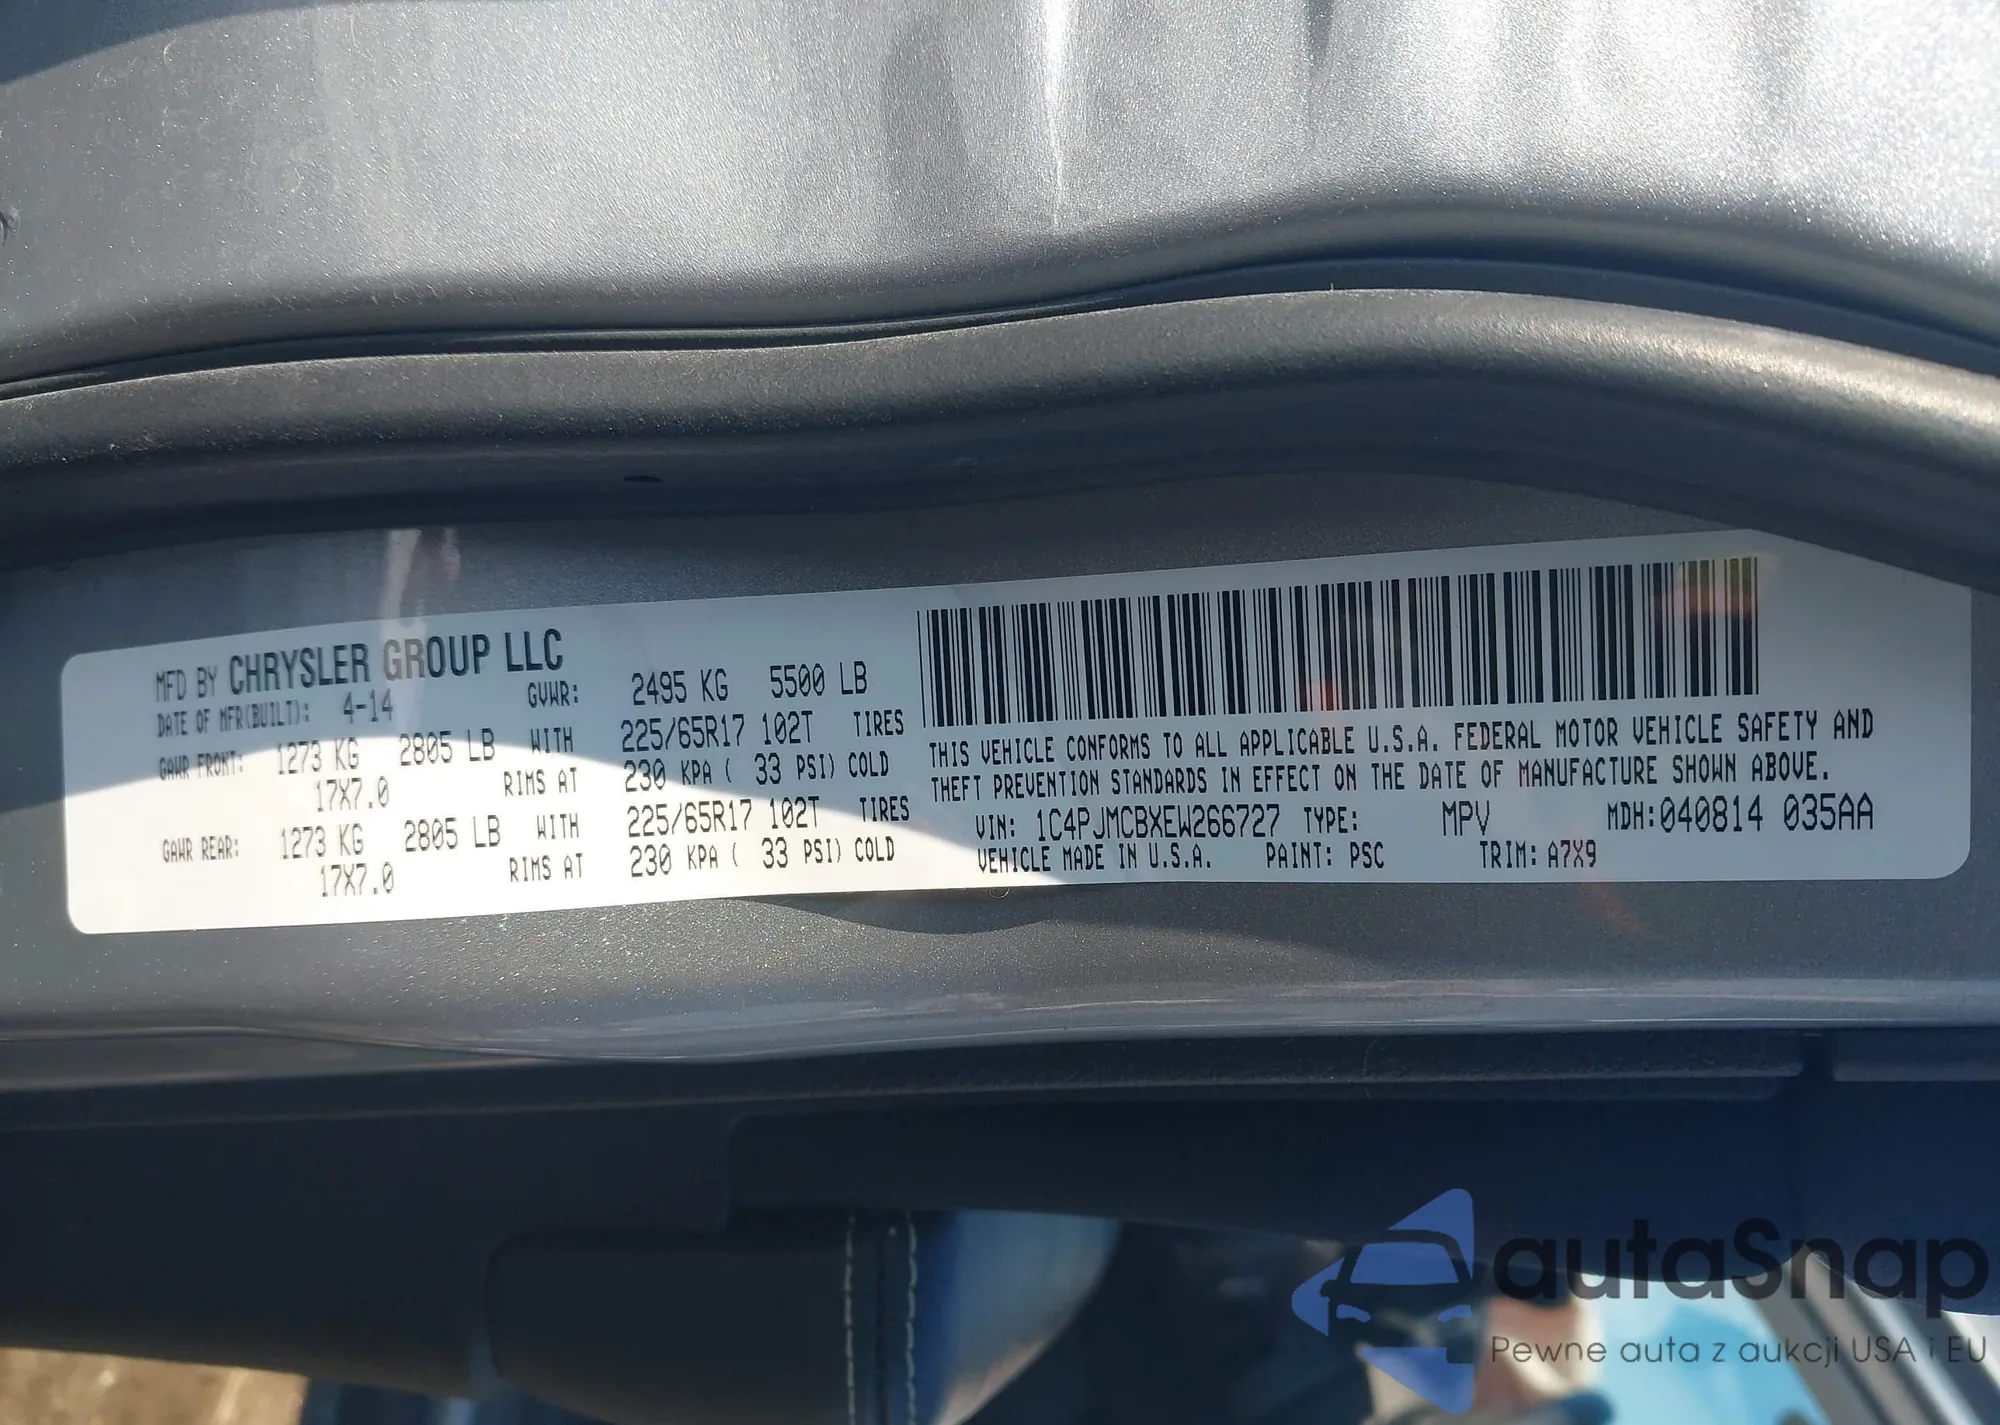 MFD BY CHRYSLER GROUP LLC
DATE OF MFR(BUILT): 4-14 GVWR: 2495 KG 5500 LB
GAWR FRONT: 1273 KG 2805 LB WITH 225/65R17 102T TIRES
17X7.0 RIMS AT 230 KPA ( 33 PSI) COLD
GAWR REAR: 1273 KG 2805 LB WITH 225/65R17 102T TIRES
17X7.0 RIMS AT 230 KPA ( 33 PSI) COLD
THIS VEHICLE CONFORMS TO ALL APPLICABLE U.S.A. FEDERAL MOTOR VEHICLE SAFETY AND
THEFT PREVENTION STANDARDS IN EFFECT ON THE DATE OF MANUFACTURE SHOWN ABOVE.
VIN: 1C4PJMCBXEW266727 TYPE: MPV MDH:040814 035AA
VEHICLE MADE IN U.S.A. PAINT: PSC TRIM: A7X9
autaSnap
Pewne auta z aukcji USA i EU